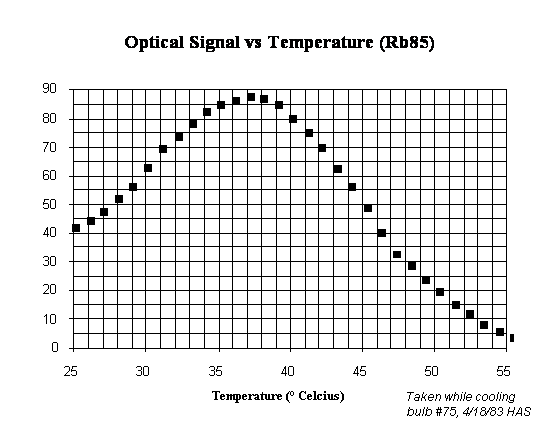 Optical Signal vs Temperature (Rb85)
90
80
70
60
50
40
30
20
10
0
25 30 35 40 45 50 55
Temperature (° Celcius)
Taken while cooling
bulb #75, 4/18/83 HAS